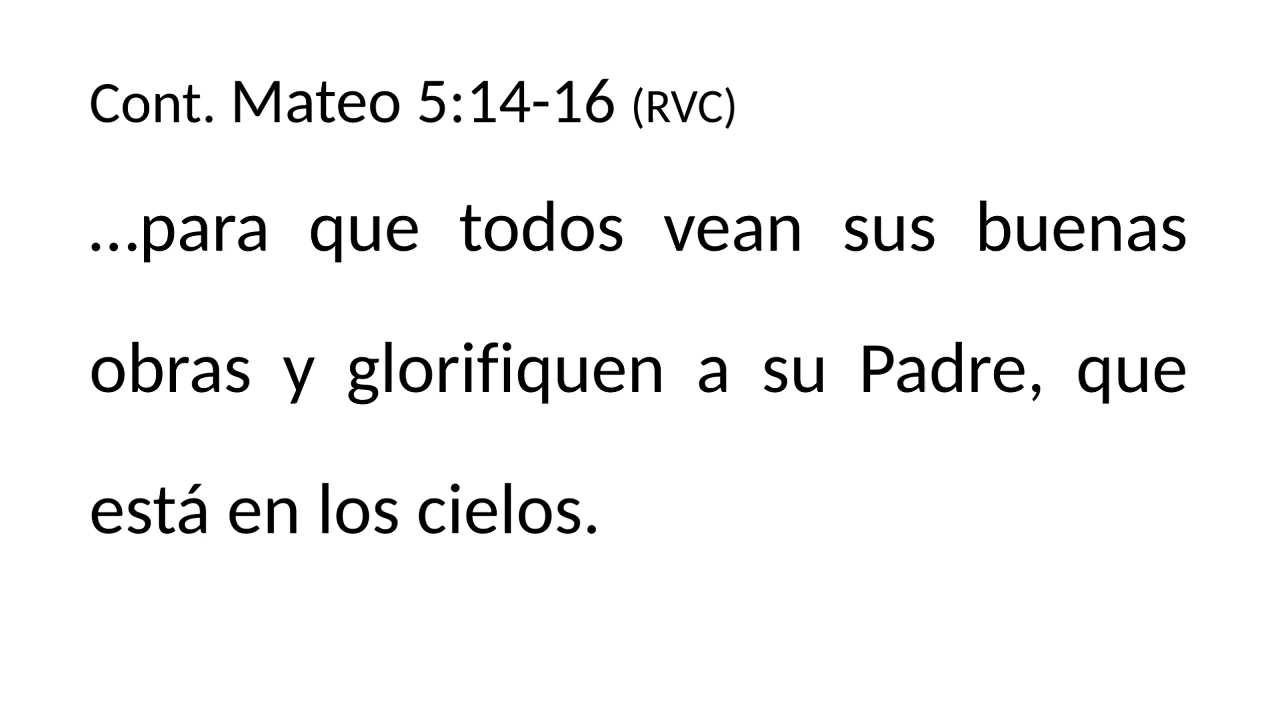 Cont. Mateo 5:14-16 (RVC)
…para que todos vean sus buenas
obras y glorifiquen a su Padre, que
está en los cielos.